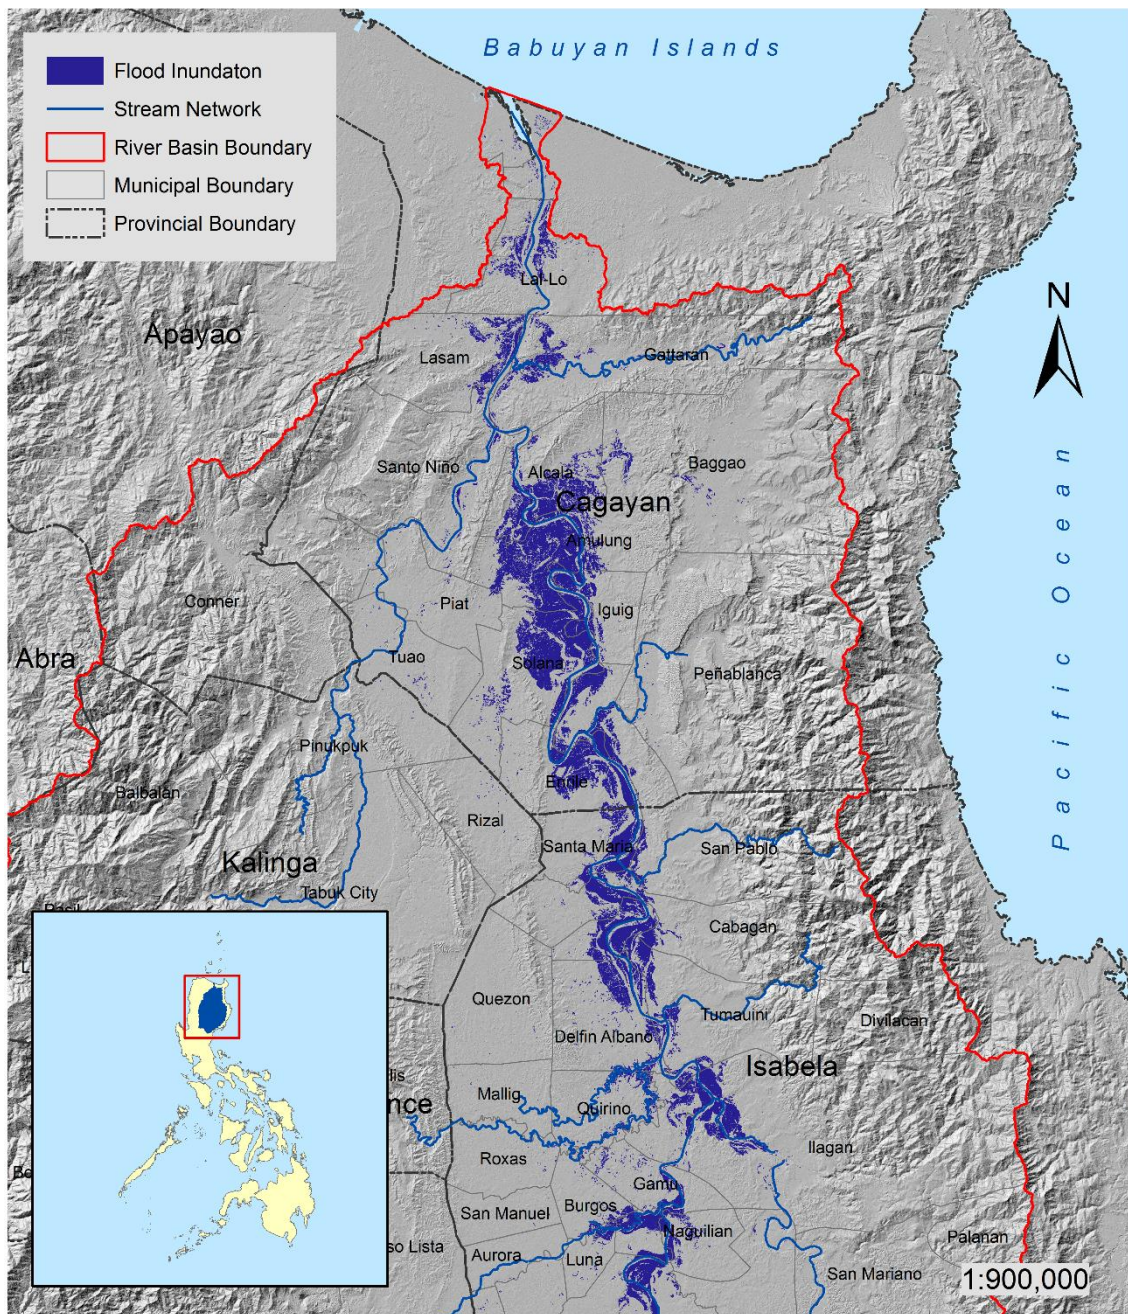 Babuyan Islands
Flood Inundaton
Stream Network
River Basin Boundary
Municipal Boundary
Provincial Boundary
N
Pacific Ocean
Lal-Lo
Apayao
Lasam
Gattaran
Santo Niño
Alcala
Baggao
Cagayan
Amulung
Conner
Piat
Iguig
Abra
Tuao
Solana
Peñablanca
Pinukpuk
Balbalan
Enrile
Rizal
Santa Maria
San Pablo
Kalinga
Tabuk City
Cabagan
Quezon
Tumauini
Divilacan
Delfin Albano
Isabela
Mallig
Quirino
nce
Roxas
Ilagan
Gamu
San Manuel
Burgos
Naguilian
Palanan
so Lista
Aurora
Luna
San Mariano
1:900,000